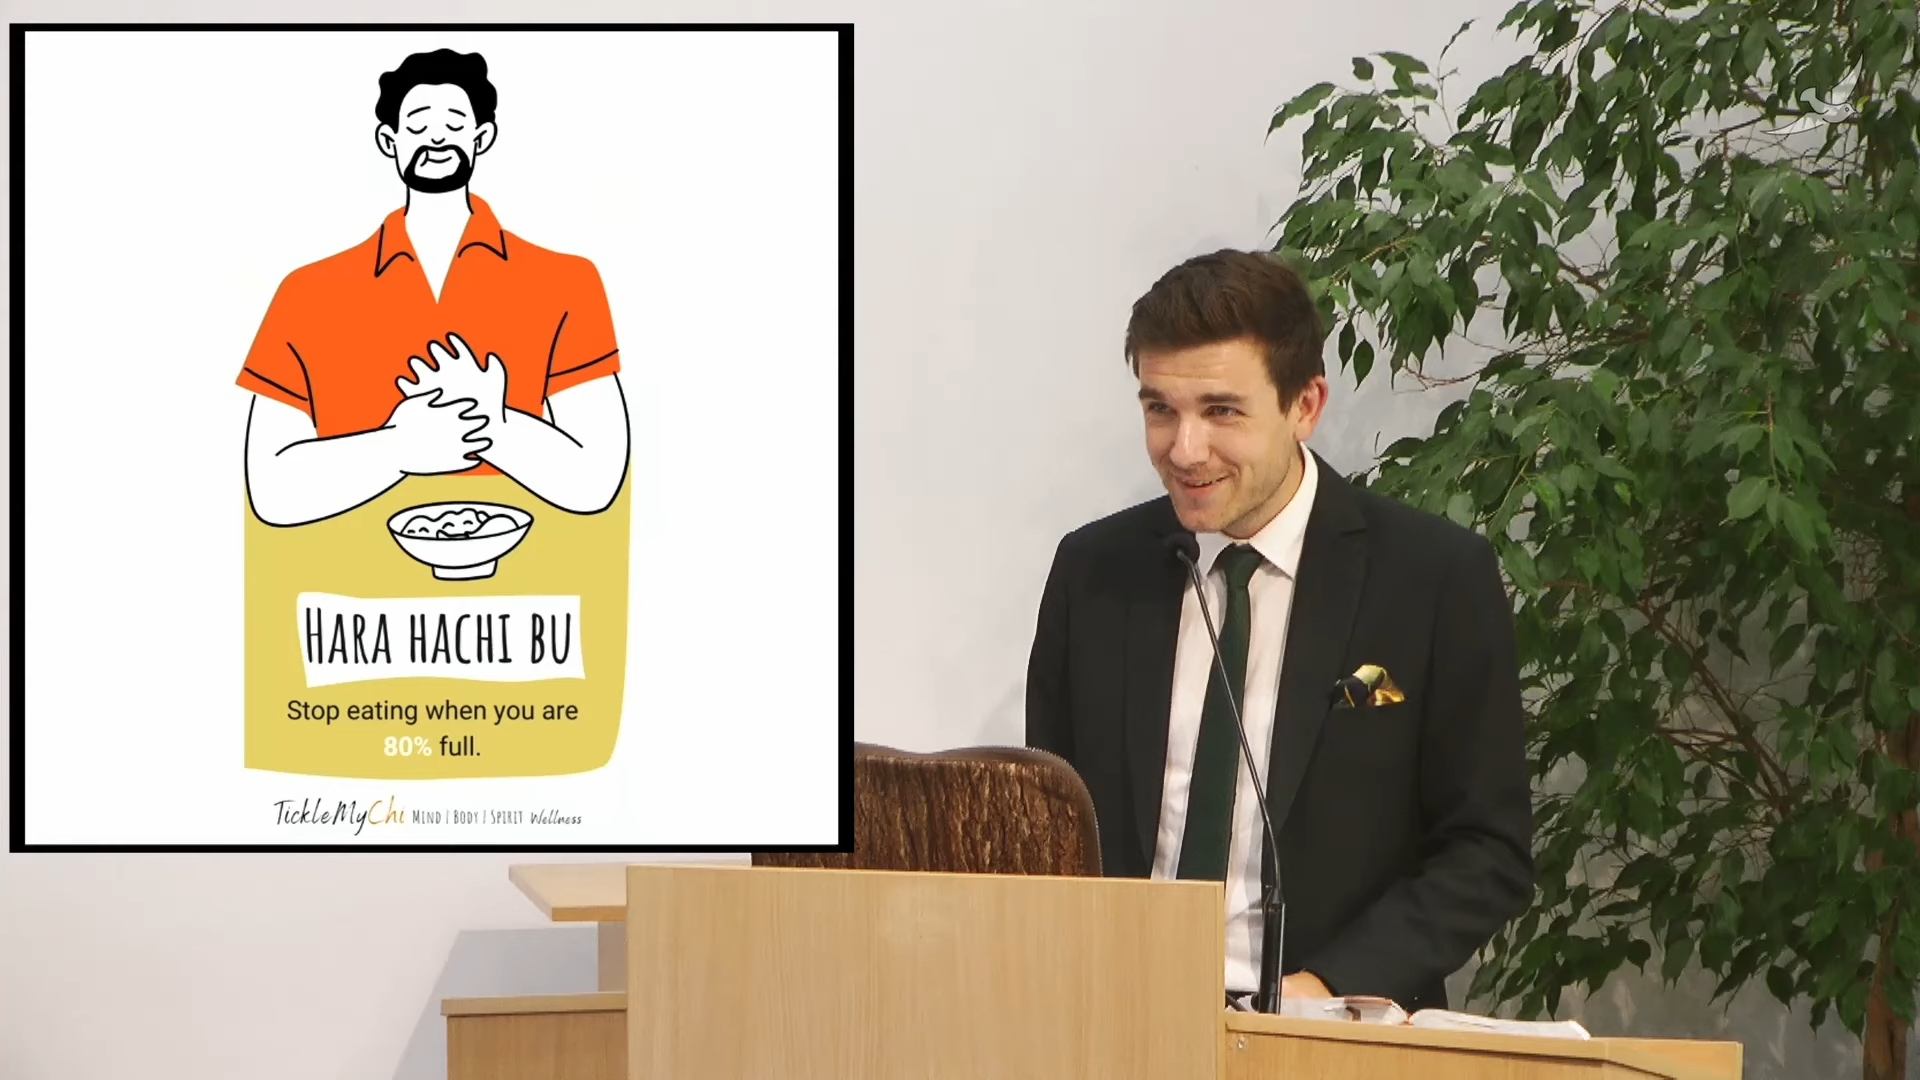 HARA HACHI BU
Stop eating when you are
80% full.
TickleMyChi MIND | BODY | SPIRIT Wellness